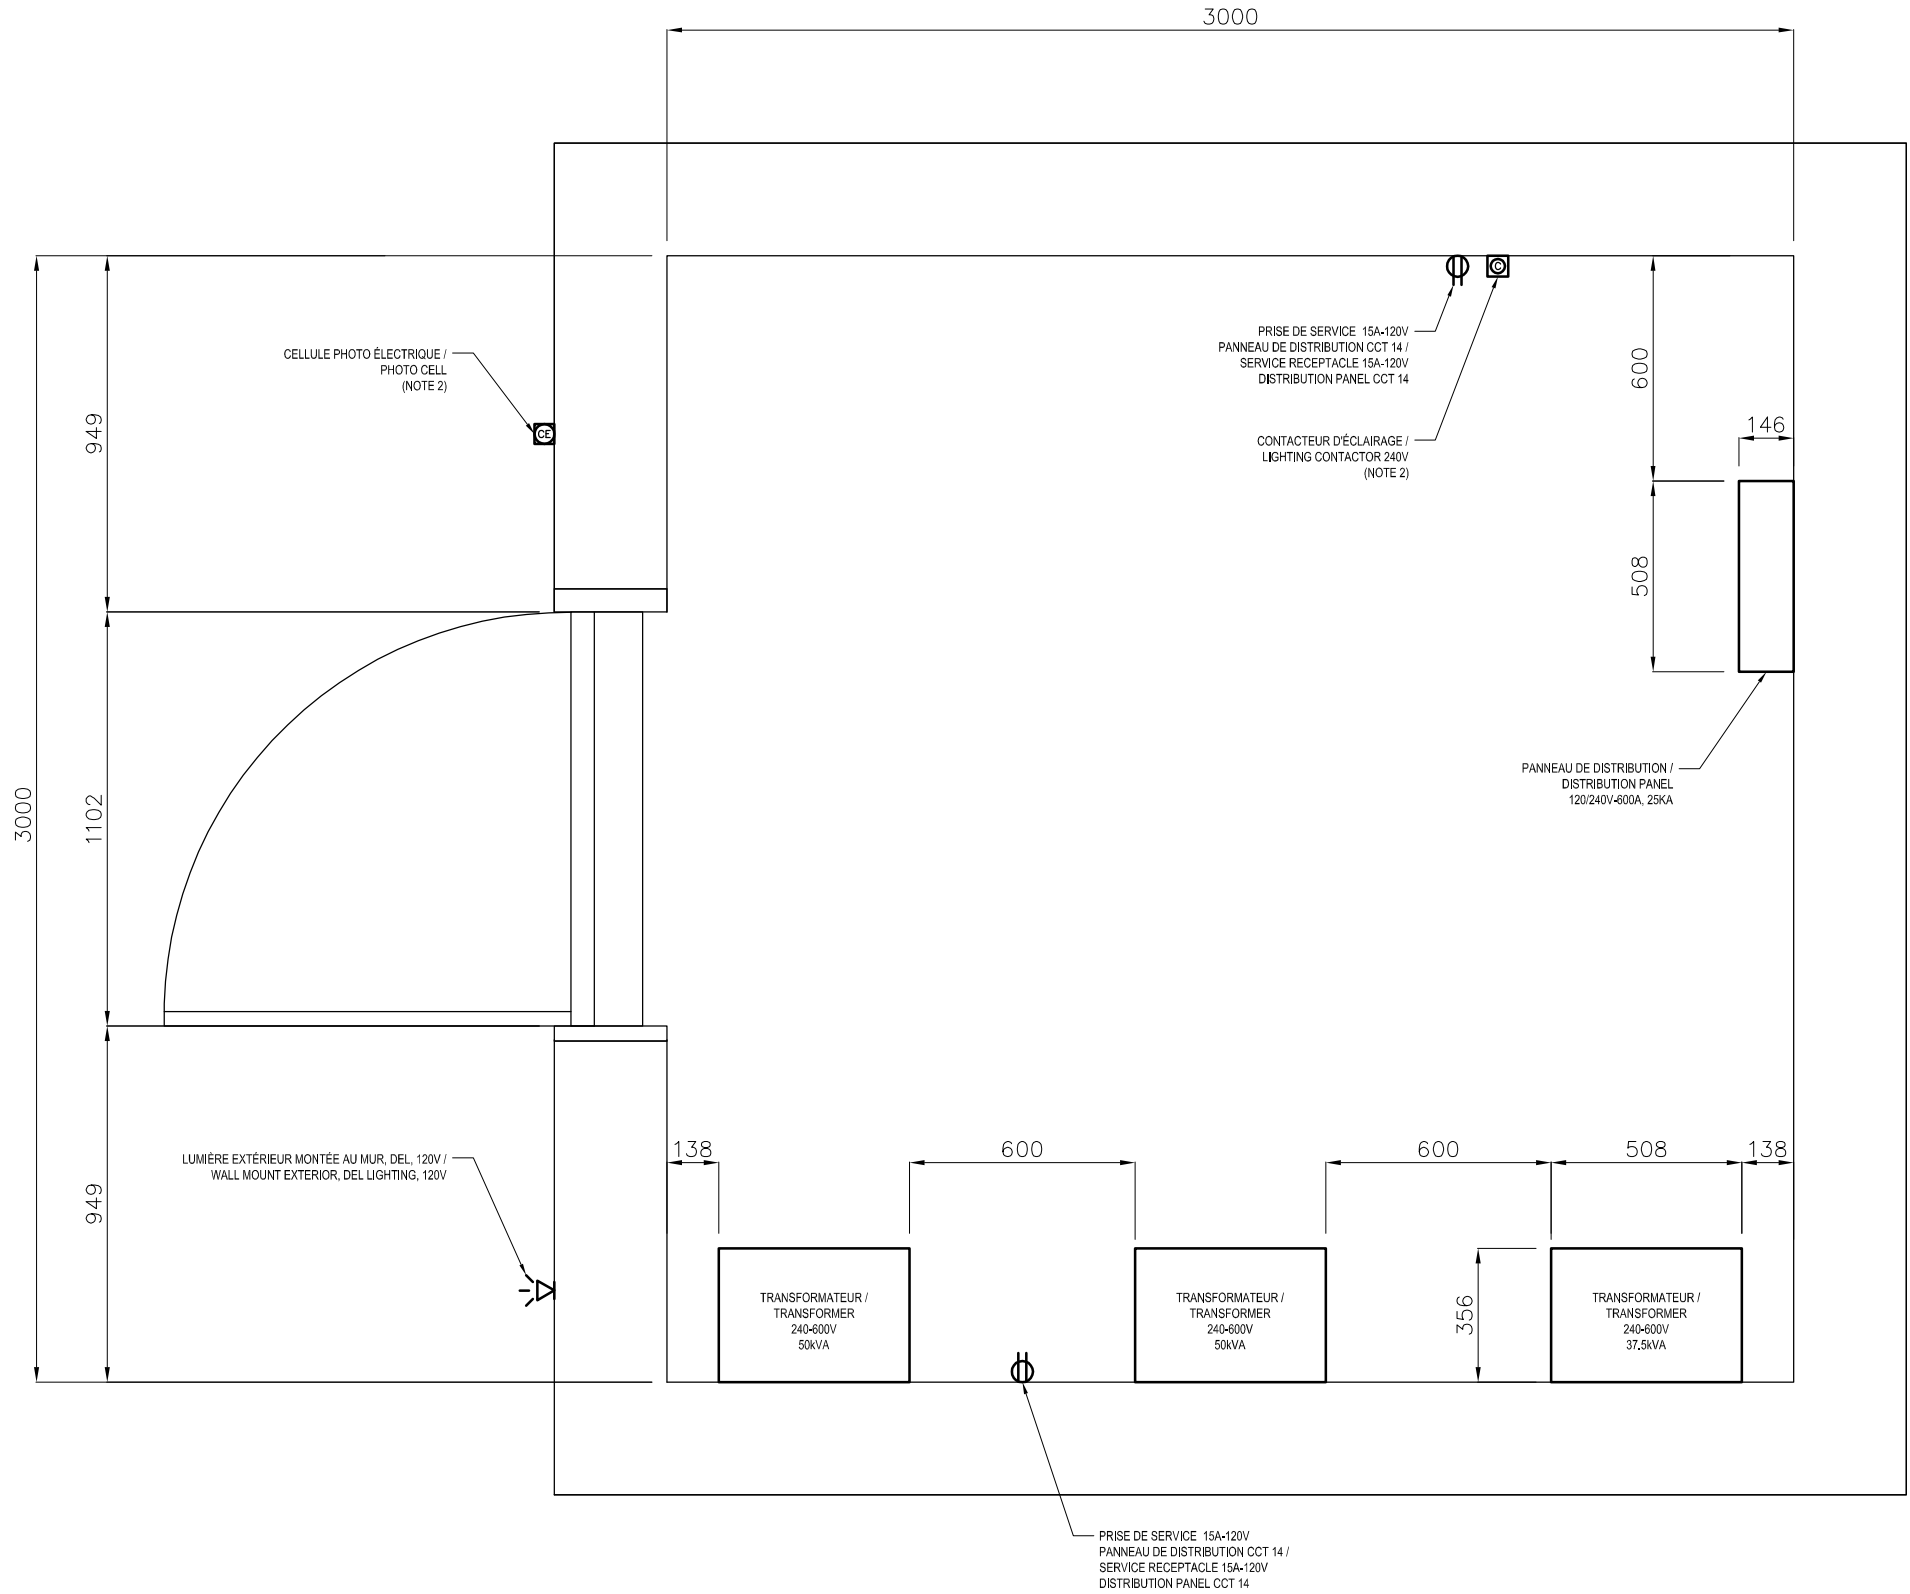 3000
CELLULE PHOTO ÉLECTRIQUE /
PHOTO CELL
(NOTE 2)
CE
949
1102
949
3000
PRISE DE SERVICE 15A-120V
PANNEAU DE DISTRIBUTION CCT 14 /
SERVICE RECEPTACLE 15A-120V
DISTRIBUTION PANEL CCT 14
C
CONTACTEUR D'ÉCLAIRAGE /
LIGHTING CONTACTOR 240V
(NOTE 2)
600
146
508
PANNEAU DE DISTRIBUTION /
DISTRIBUTION PANEL
120/240V-600A, 25KA
LUMIÈRE EXTÉRIEUR MONTÉE AU MUR, DEL, 120V /
WALL MOUNT EXTERIOR, DEL LIGHTING, 120V
138
600
600
508
138
356
TRANSFORMATEUR /
TRANSFORMER
240-600V
50kVA
TRANSFORMATEUR /
TRANSFORMER
240-600V
50kVA
TRANSFORMATEUR /
TRANSFORMER
240-600V
37.5kVA
PRISE DE SERVICE 15A-120V
PANNEAU DE DISTRIBUTION CCT 14 /
SERVICE RECEPTACLE 15A-120V
DISTRIBUTION PANEL CCT 14